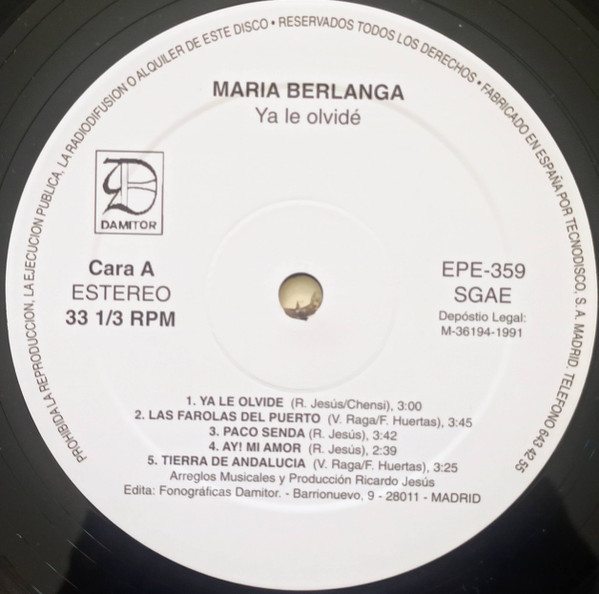 PROHIBIDA LA REPRODUCCION, LA EJECUCION PUBLICA, LA RADIODIFUSION O ALQUILER DE ESTE DISCO • RESERVADOS TODOS LOS DERECHOS • FABRICADO EN ESPAÑA POR TECNODISCO, S. A. MADRID, TELEFONO 643 42 55
MARIA BERLANGA
Ya le olvidé
D
DAMITOR
Cara A
ESTEREO
33 1/3 RPM
EPE-359
SGAE
Depóstio Legal:
M-36194-1991
1. YA LE OLVIDE (R. Jesús/Chensi), 3:00
2. LAS FAROLAS DEL PUERTO (V. Raga/F. Huertas), 3:45
3. PACO SENDA (R. Jesús), 3:42
4. AY! MI AMOR (R. Jesús), 2:39
5. TIERRA DE ANDALUCIA (V. Raga/F. Huertas), 3:25
Arreglos Musicales y Producción Ricardo Jesús
Edita: Fonográficas Damitor. - Barrionuevo, 9 - 28011 - MADRID